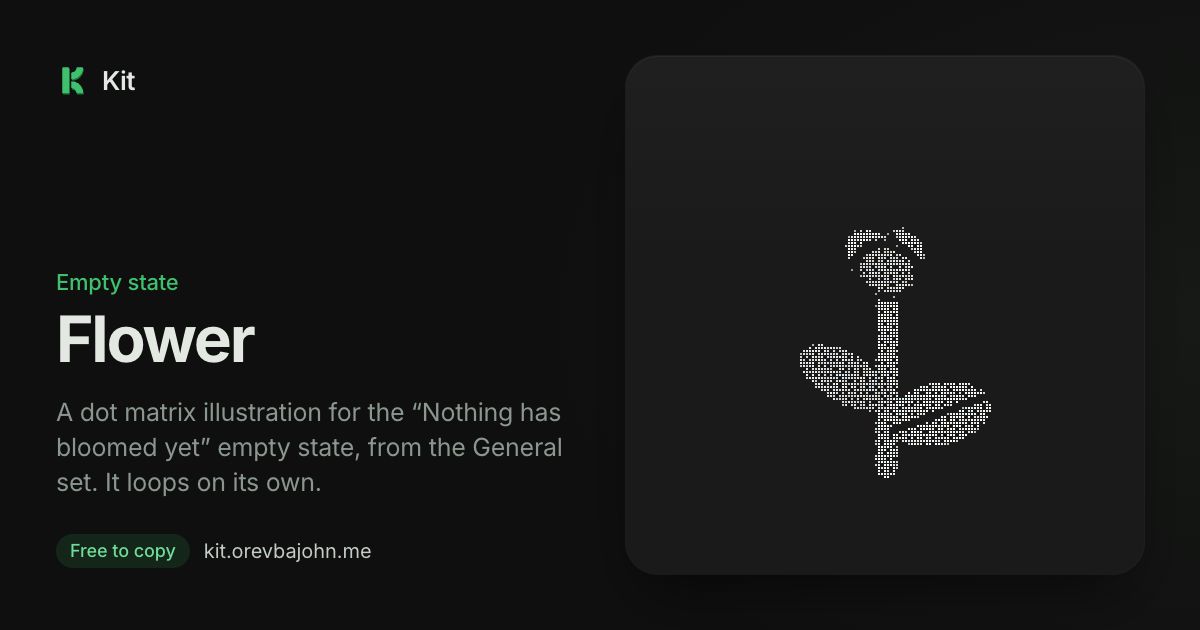 Kit
Empty state
Flower
A dot matrix illustration for the “Nothing has
bloomed yet” empty state, from the General
set. It loops on its own.
Free to copy
kit.orevbajohn.me